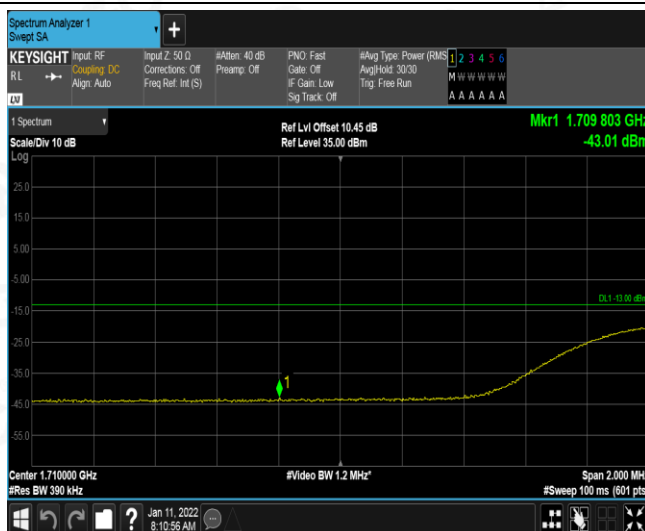 Spectrum Analyzer 1
Swept SA
+
KEYSIGHT
RL
Input: RF
Coupling: DC
Align: Auto
Input Z: 50 Ω
Corrections: Off
Freq Ref: Int (S)
#Atten: 40 dB
Preamp: Off
PNO: Fast
Gate: Off
IF Gain: Low
Sig Track: Off
#Avg Type: Power (RMS
Avg|Hold: 30/30
Trig: Free Run
1 2 3 4 5 6
M W W W W W
A A A A A A
LXI
1 Spectrum
Scale/Div 10 dB
Log
Ref Lvl Offset 10.45 dB
Ref Level 35.00 dBm
Mkr1 1.709 803 GHz
-43.01 dBm
25.0
15.0
5.00
-5.00
DL1 -13.00 dBm
-15.0
-25.0
-35.0
1
-45.0
-55.0
Center 1.710000 GHz
#Res BW 390 kHz
#Video BW 1.2 MHz*
Span 2.000 MH
#Sweep 100 ms (601 pts
?
Jan 11, 2022
8:10:56 AM